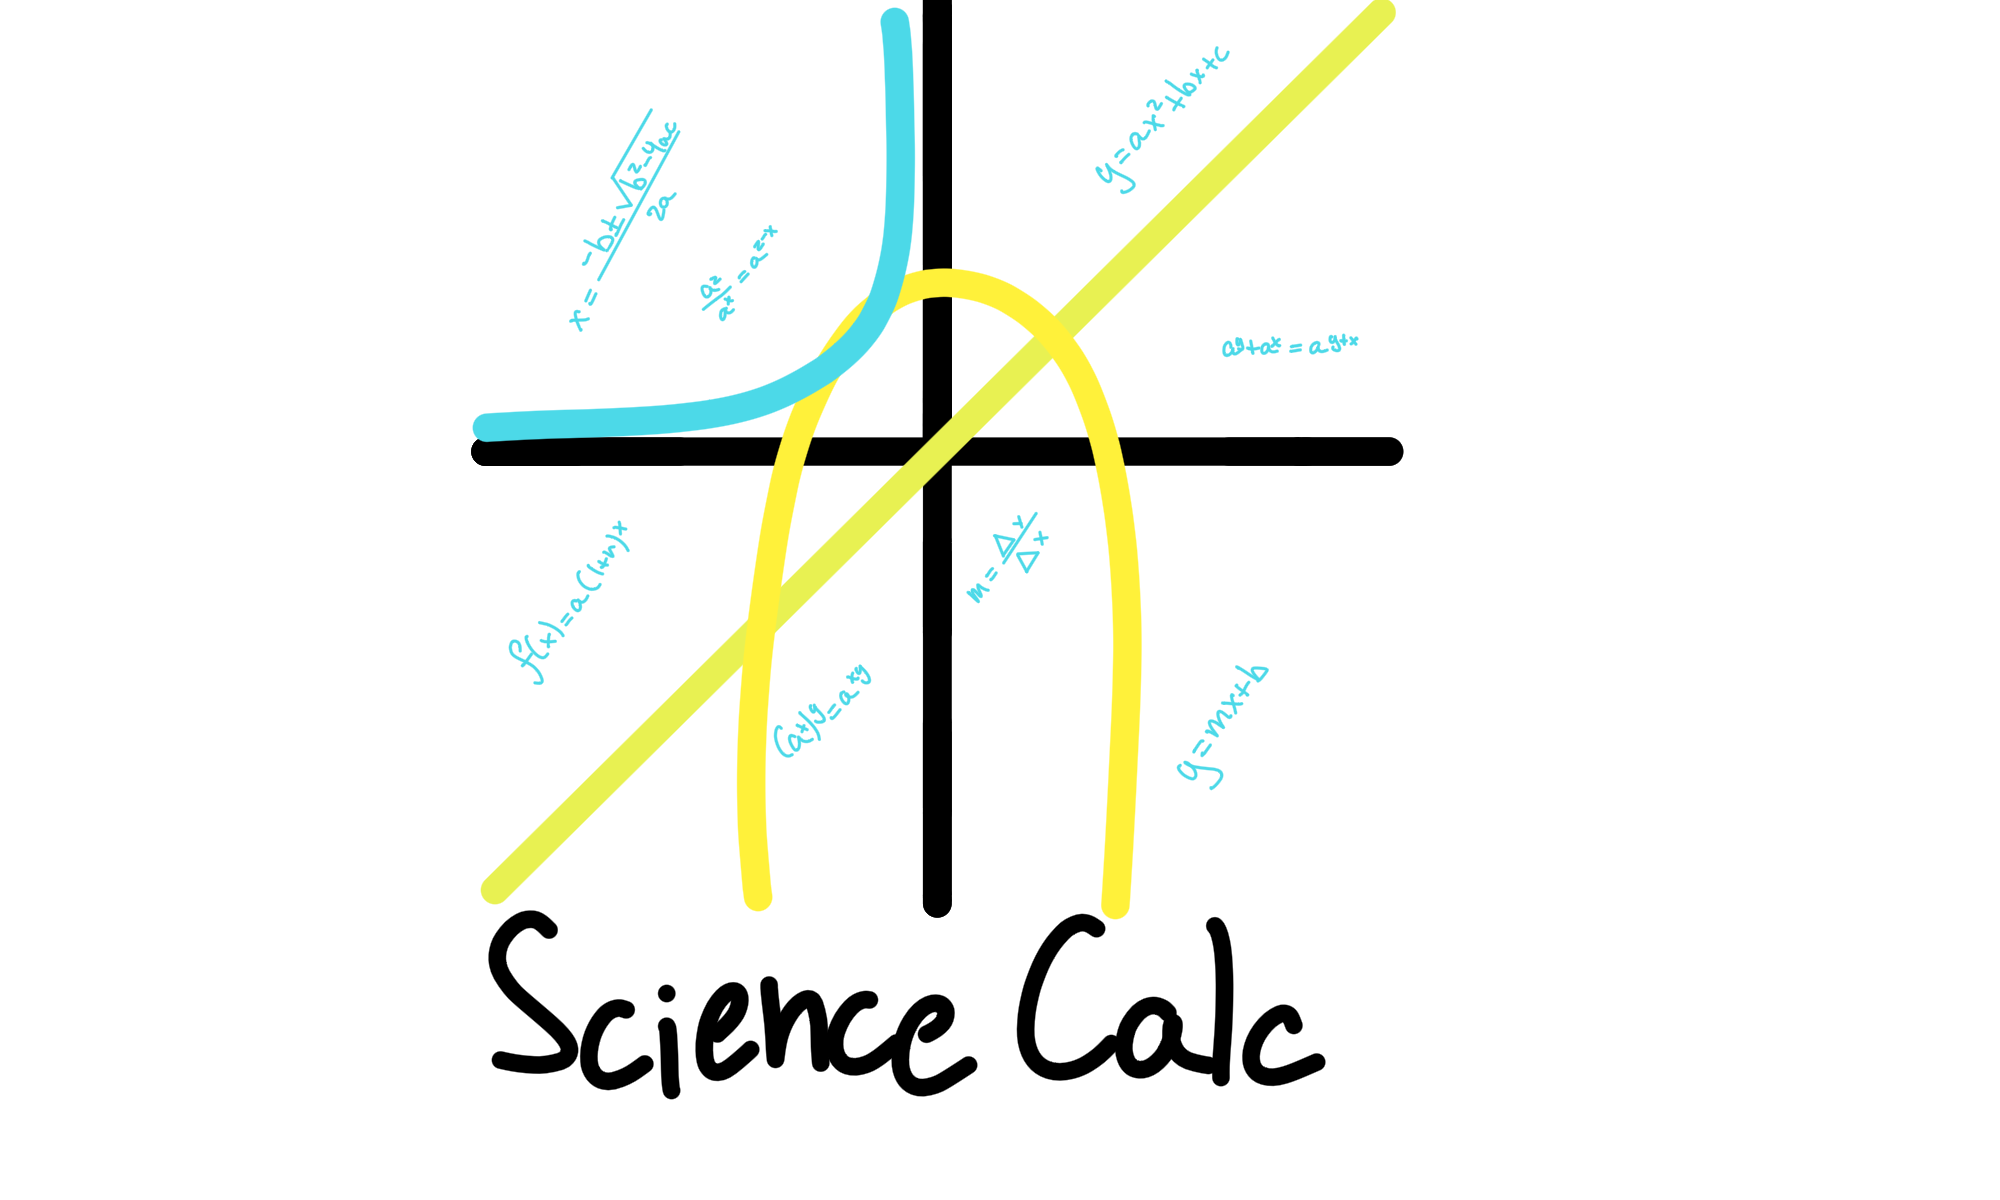 x = -b±√b²-4ac / 2a
y=ax²+bx+c
a^z/a^x = a^z-x
a^y+a^x = a^y+x
f(x)=a(1+r)^x
m = Δy/Δx
(a^x)^y=a^xy
y=mx+b
Science Calc